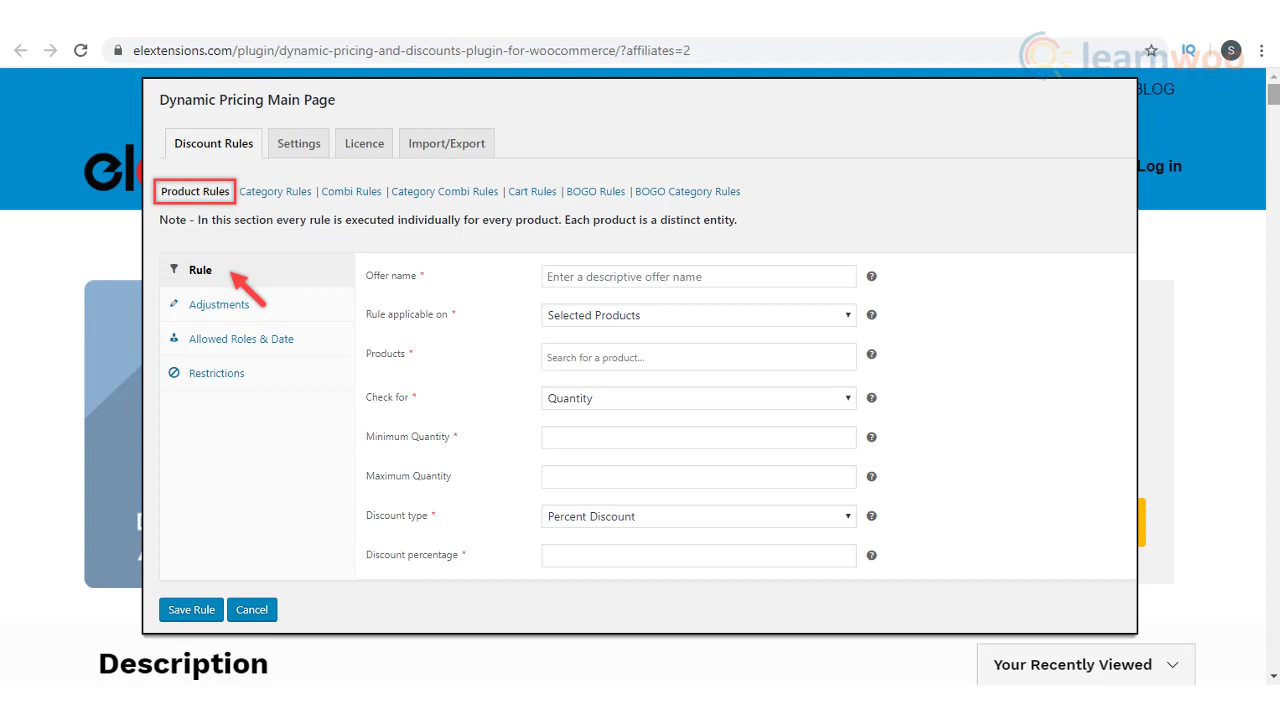 elextensions.com/plugin/dynamic-pricing-and-discounts-plugin-for-woocommerce/?affiliates=2
IQ
S
learnwoo
BLOG
Log in
el
Dynamic Pricing Main Page
Discount Rules Settings Licence Import/Export
Product Rules Category Rules | Combi Rules | Category Combi Rules | Cart Rules | BOGO Rules | BOGO Category Rules
Note - In this section every rule is executed individually for every product. Each product is a distinct entity.
Rule
Adjustments
Allowed Roles & Date
Restrictions
Offer name * Enter a descriptive offer name ?
Rule applicable on * Selected Products ?
Products * Search for a product... ?
Check for * Quantity ?
Minimum Quantity * ?
Maximum Quantity ?
Discount type * Percent Discount ?
Discount percentage * ?
Save Rule Cancel
Description
Your Recently Viewed